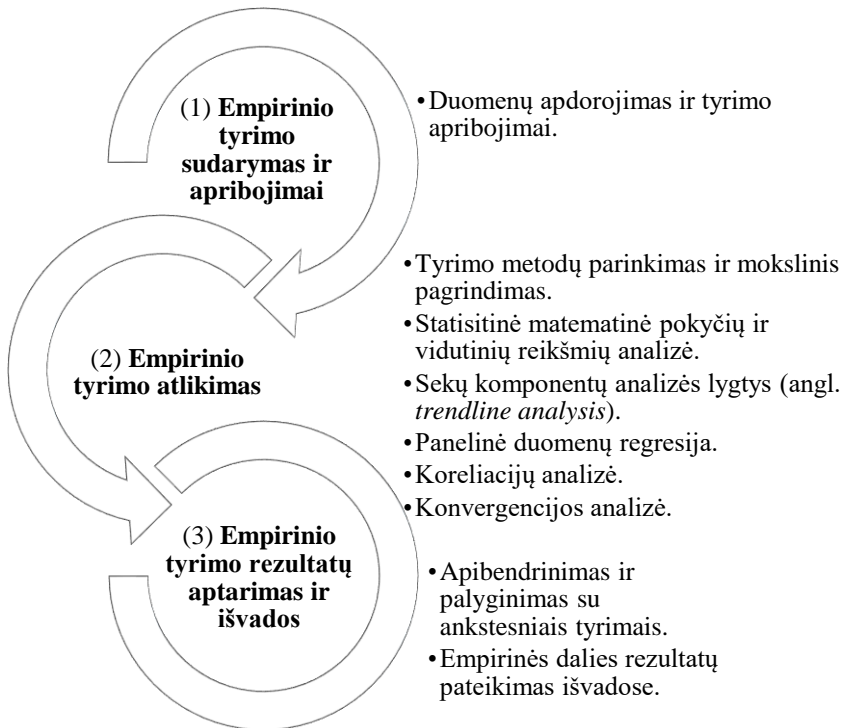 (1) Empirinio
tyrimo
sudarymas ir
apribojimai
•Duomenų apdorojimas ir tyrimo
apribojimai.
(2) Empirinio
tyrimo atlikimas
•Tyrimo metodų parinkimas ir mokslinis
pagrindimas.
•Statisitinė matematinė pokyčių ir
vidutinių reikšmių analizė.
•Sekų komponentų analizės lygtys (angl.
trendline analysis).
•Panelinė duomenų regresija.
•Koreliacijų analizė.
•Konvergencijos analizė.
(3) Empirinio
tyrimo rezultatų
aptarimas ir
išvados
•Apibendrinimas ir
palyginimas su
ankstesniais tyrimais.
•Empirinės dalies rezultatų
pateikimas išvadose.